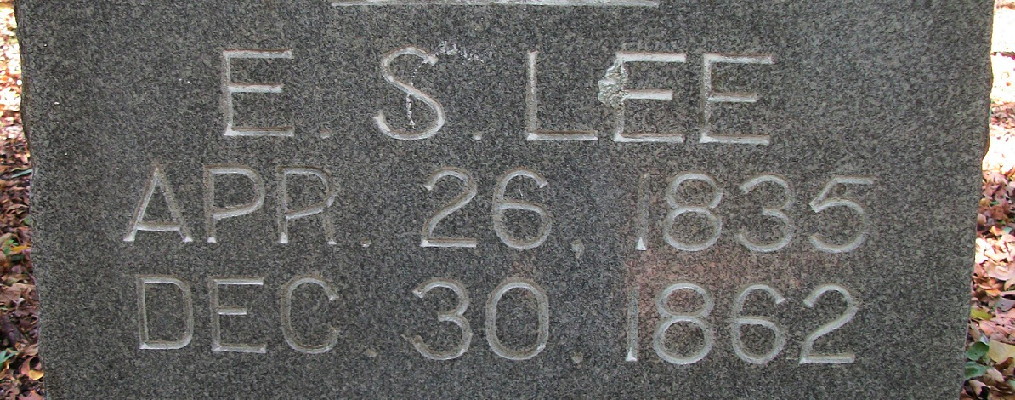 E. S. LEE
APR. 26, 1835
DEC. 30, 1862